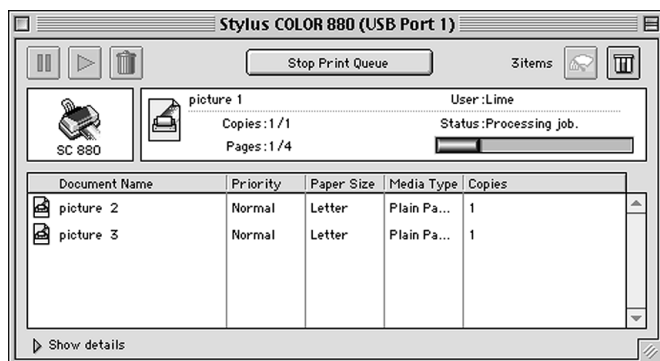 Stylus COLOR 880 (USB Port 1)
Stop Print Queue
3items
SC 880
picture 1
User:Lime
Copies:1/1
Status:Processing job.
Pages:1/4
Document Name Priority Paper Size Media Type Copies
picture 2 Normal Letter Plain Pa... 1
picture 3 Normal Letter Plain Pa... 1
Show details